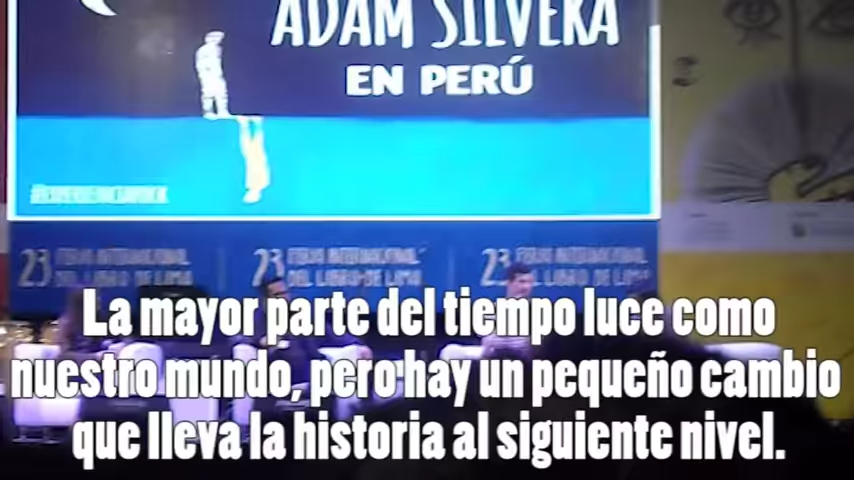 ADAM SILVERA
EN PERÚ
23 FERIA INTERNACIONAL
DEL LIBRO DE LIMA
23 FERIA INTERNACIONAL
DEL LIBRO DE LIMA
23 FERIA INTERNACIONAL
DEL LIBRO DE LIMA
La mayor parte del tiempo luce como
nuestro mundo, pero hay un pequeño cambio
que lleva la historia al siguiente nivel.